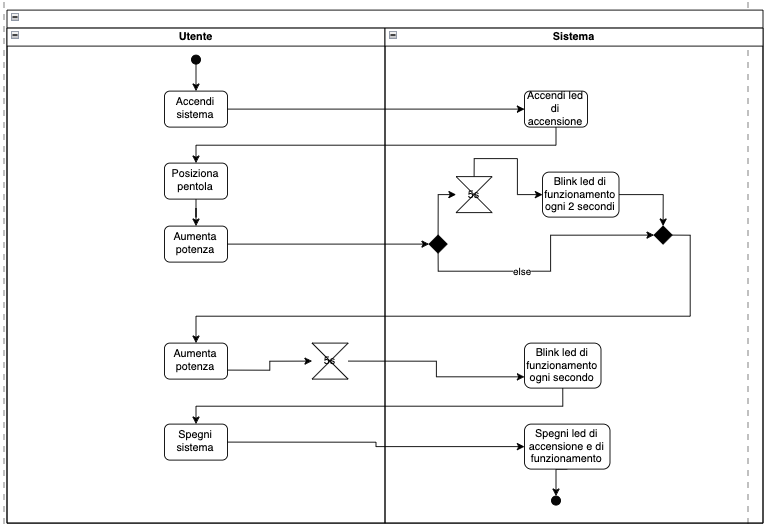 Utente
Sistema
Accendi
sistema
Accendi led
di
accensione
Posiziona
pentola
5s
Blink led di
funzionamento
ogni 2 secondi
Aumenta
potenza
else
Aumenta
potenza
5s
Blink led di
funzionamento
ogni secondo
Spegni
sistema
Spegni led di
accensione e di
funzionamento